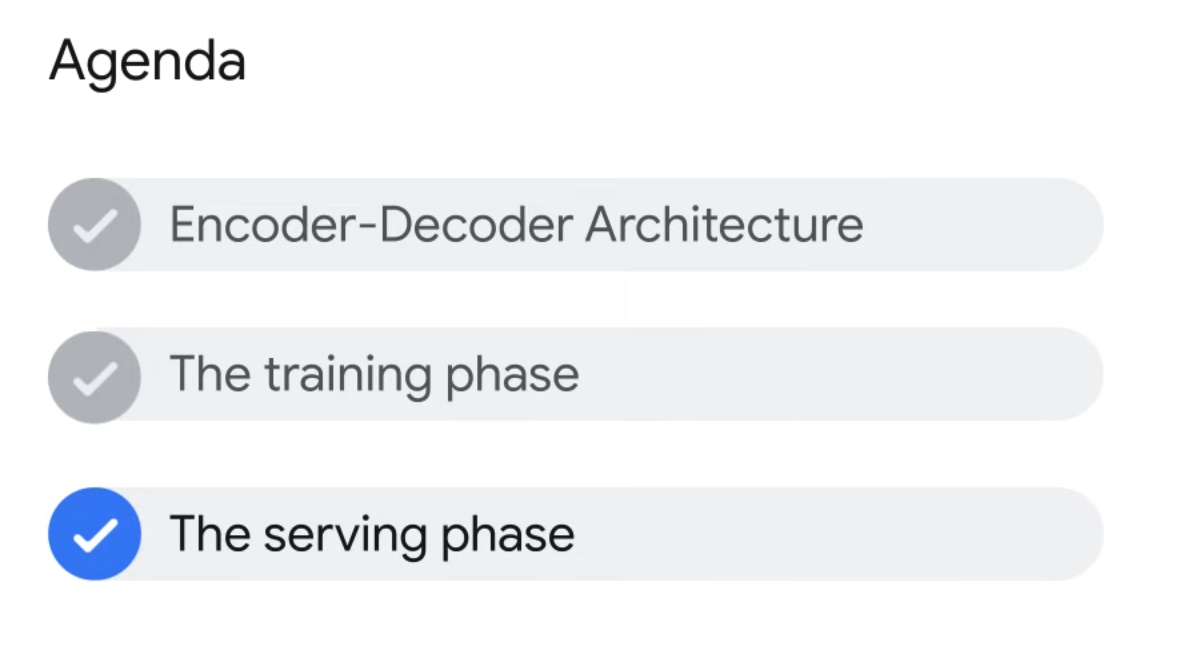 Agenda
Encoder-Decoder Architecture
The training phase
The serving phase